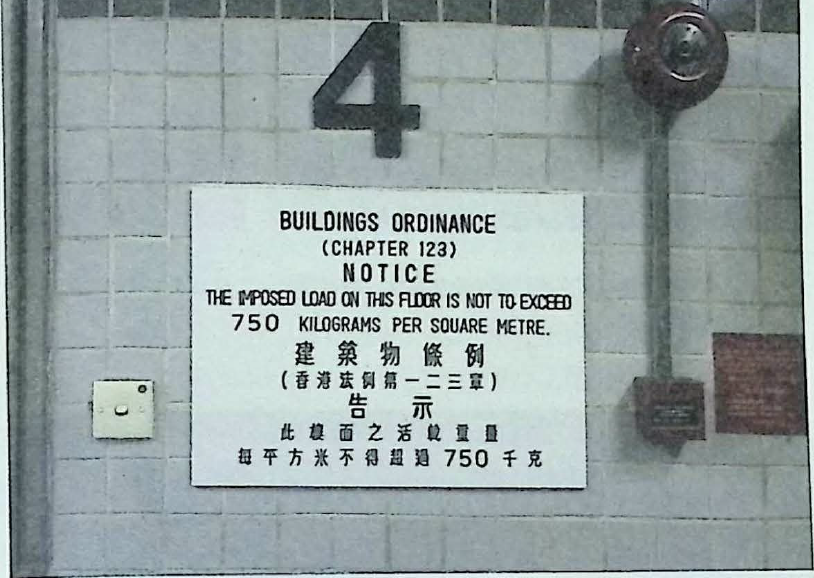 4
BUILDINGS ORDINANCE
(CHAPTER 123)
NOTICE
THE IMPOSED LOAD ON THIS FLOOR IS NOT TO EXCEED
750 KILOGRAMS PER SQUARE METRE.
建築物條例
(香港法例第一二三章)
告示
此樓面之活載重量
每平方米不得超過 750 千克